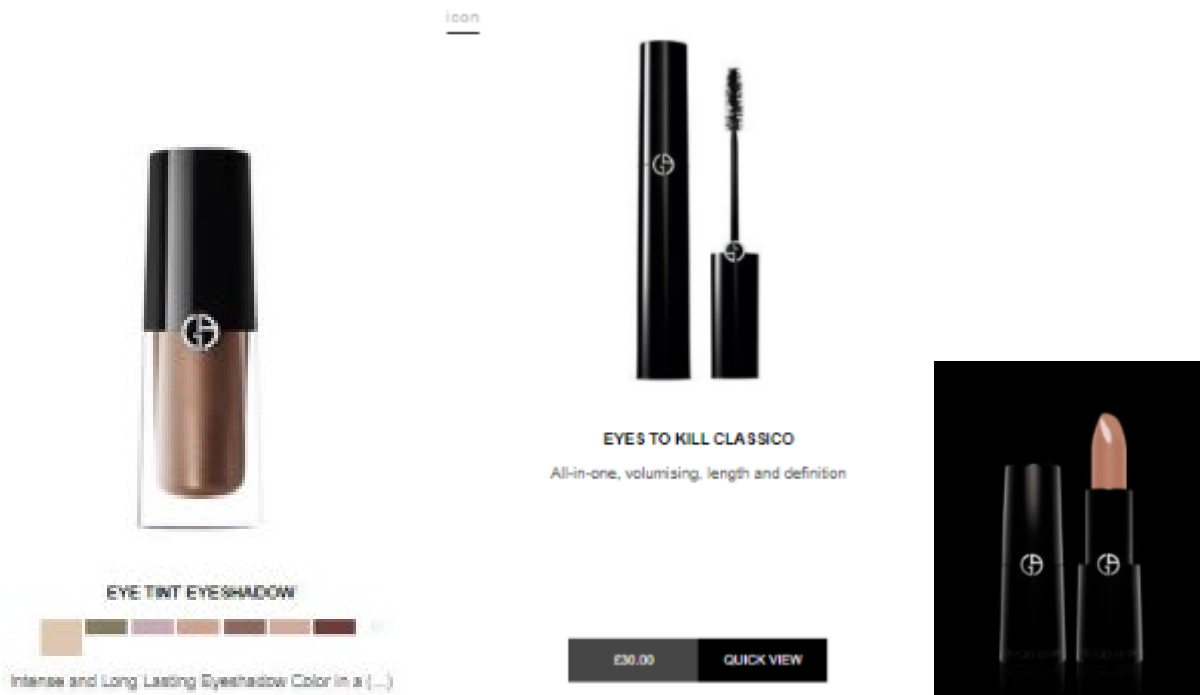 icon
EYES TO KILL CLASSICO
All-in-one, volumising, length and definition
EYE TINT EYESHADOW
£30.00 QUICK VIEW
Intense and Long Lasting Eyeshadow Color in a (...)